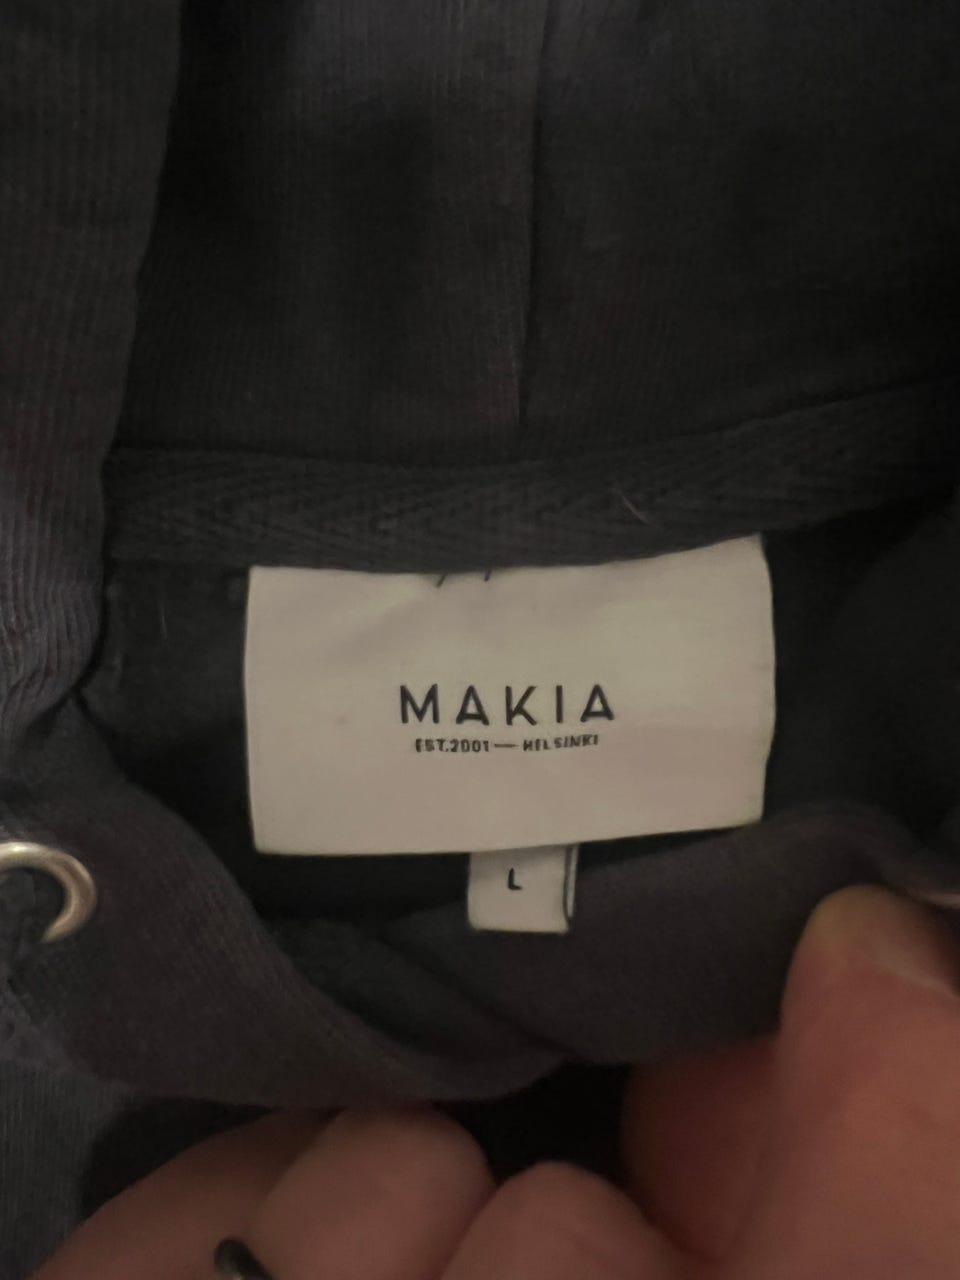 MAKIA
EST.2001 — HELSINKI
L